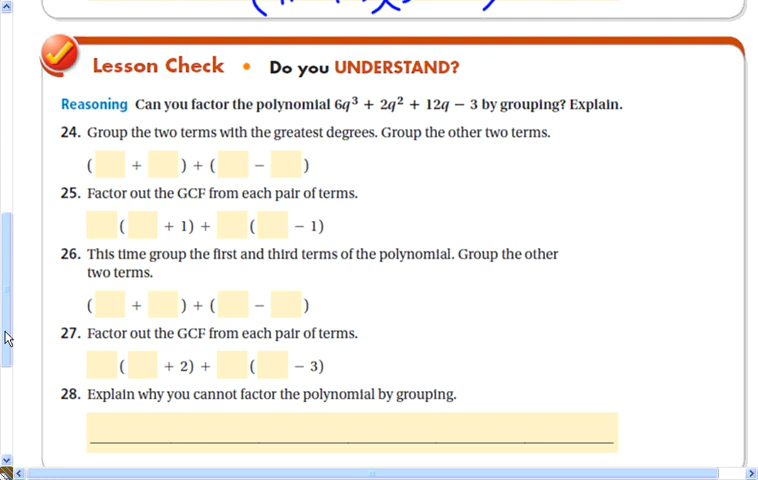 Lesson Check • Do you UNDERSTAND?
Reasoning Can you factor the polynomial 6q³ + 2q² + 12q − 3 by grouping? Explain.
24. Group the two terms with the greatest degrees. Group the other two terms.
( + ) + ( − )
25. Factor out the GCF from each pair of terms.
( + 1) + ( − 1)
26. This time group the first and third terms of the polynomial. Group the other
two terms.
( + ) + ( − )
27. Factor out the GCF from each pair of terms.
( + 2) + ( − 3)
28. Explain why you cannot factor the polynomial by grouping.